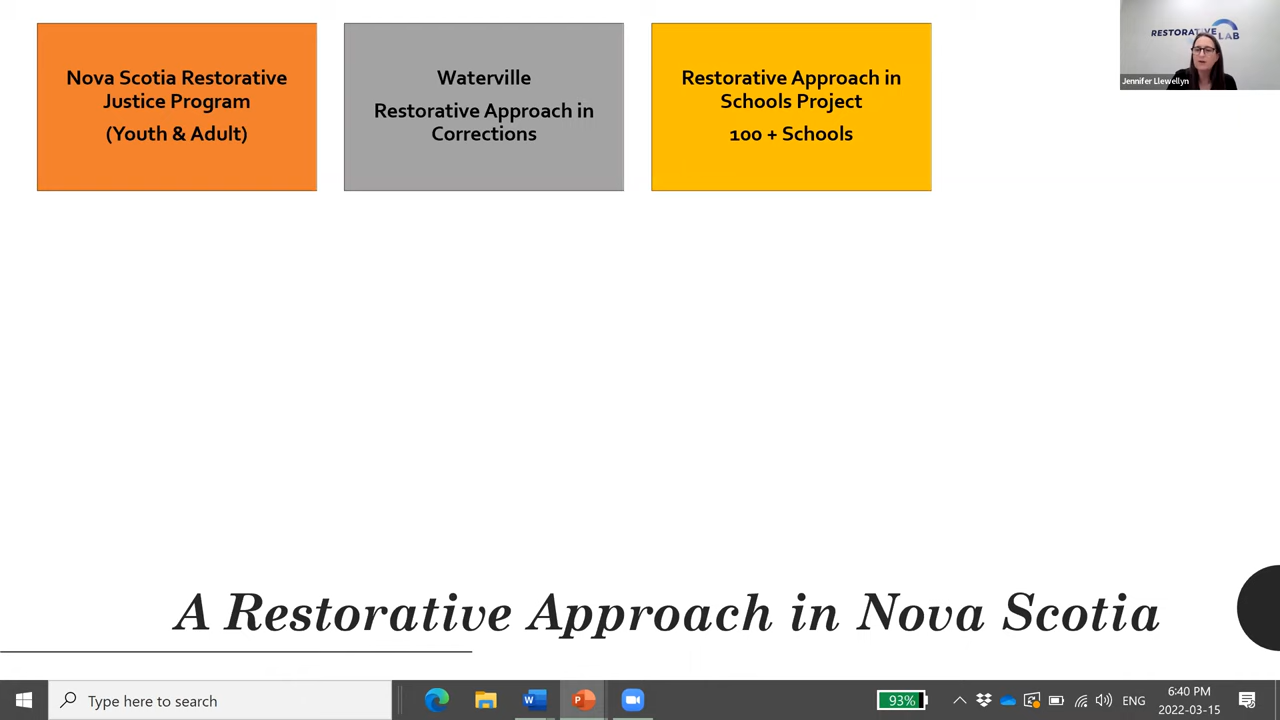 Nova Scotia Restorative
Justice Program
(Youth & Adult)
Waterville
Restorative Approach in
Corrections
Restorative Approach in
Schools Project
100 + Schools
RESTORATIVE
LAB
Jennifer Llewellyn
A Restorative Approach in Nova Scotia
Type here to search
93%
ENG
6:40 PM
2022-03-15